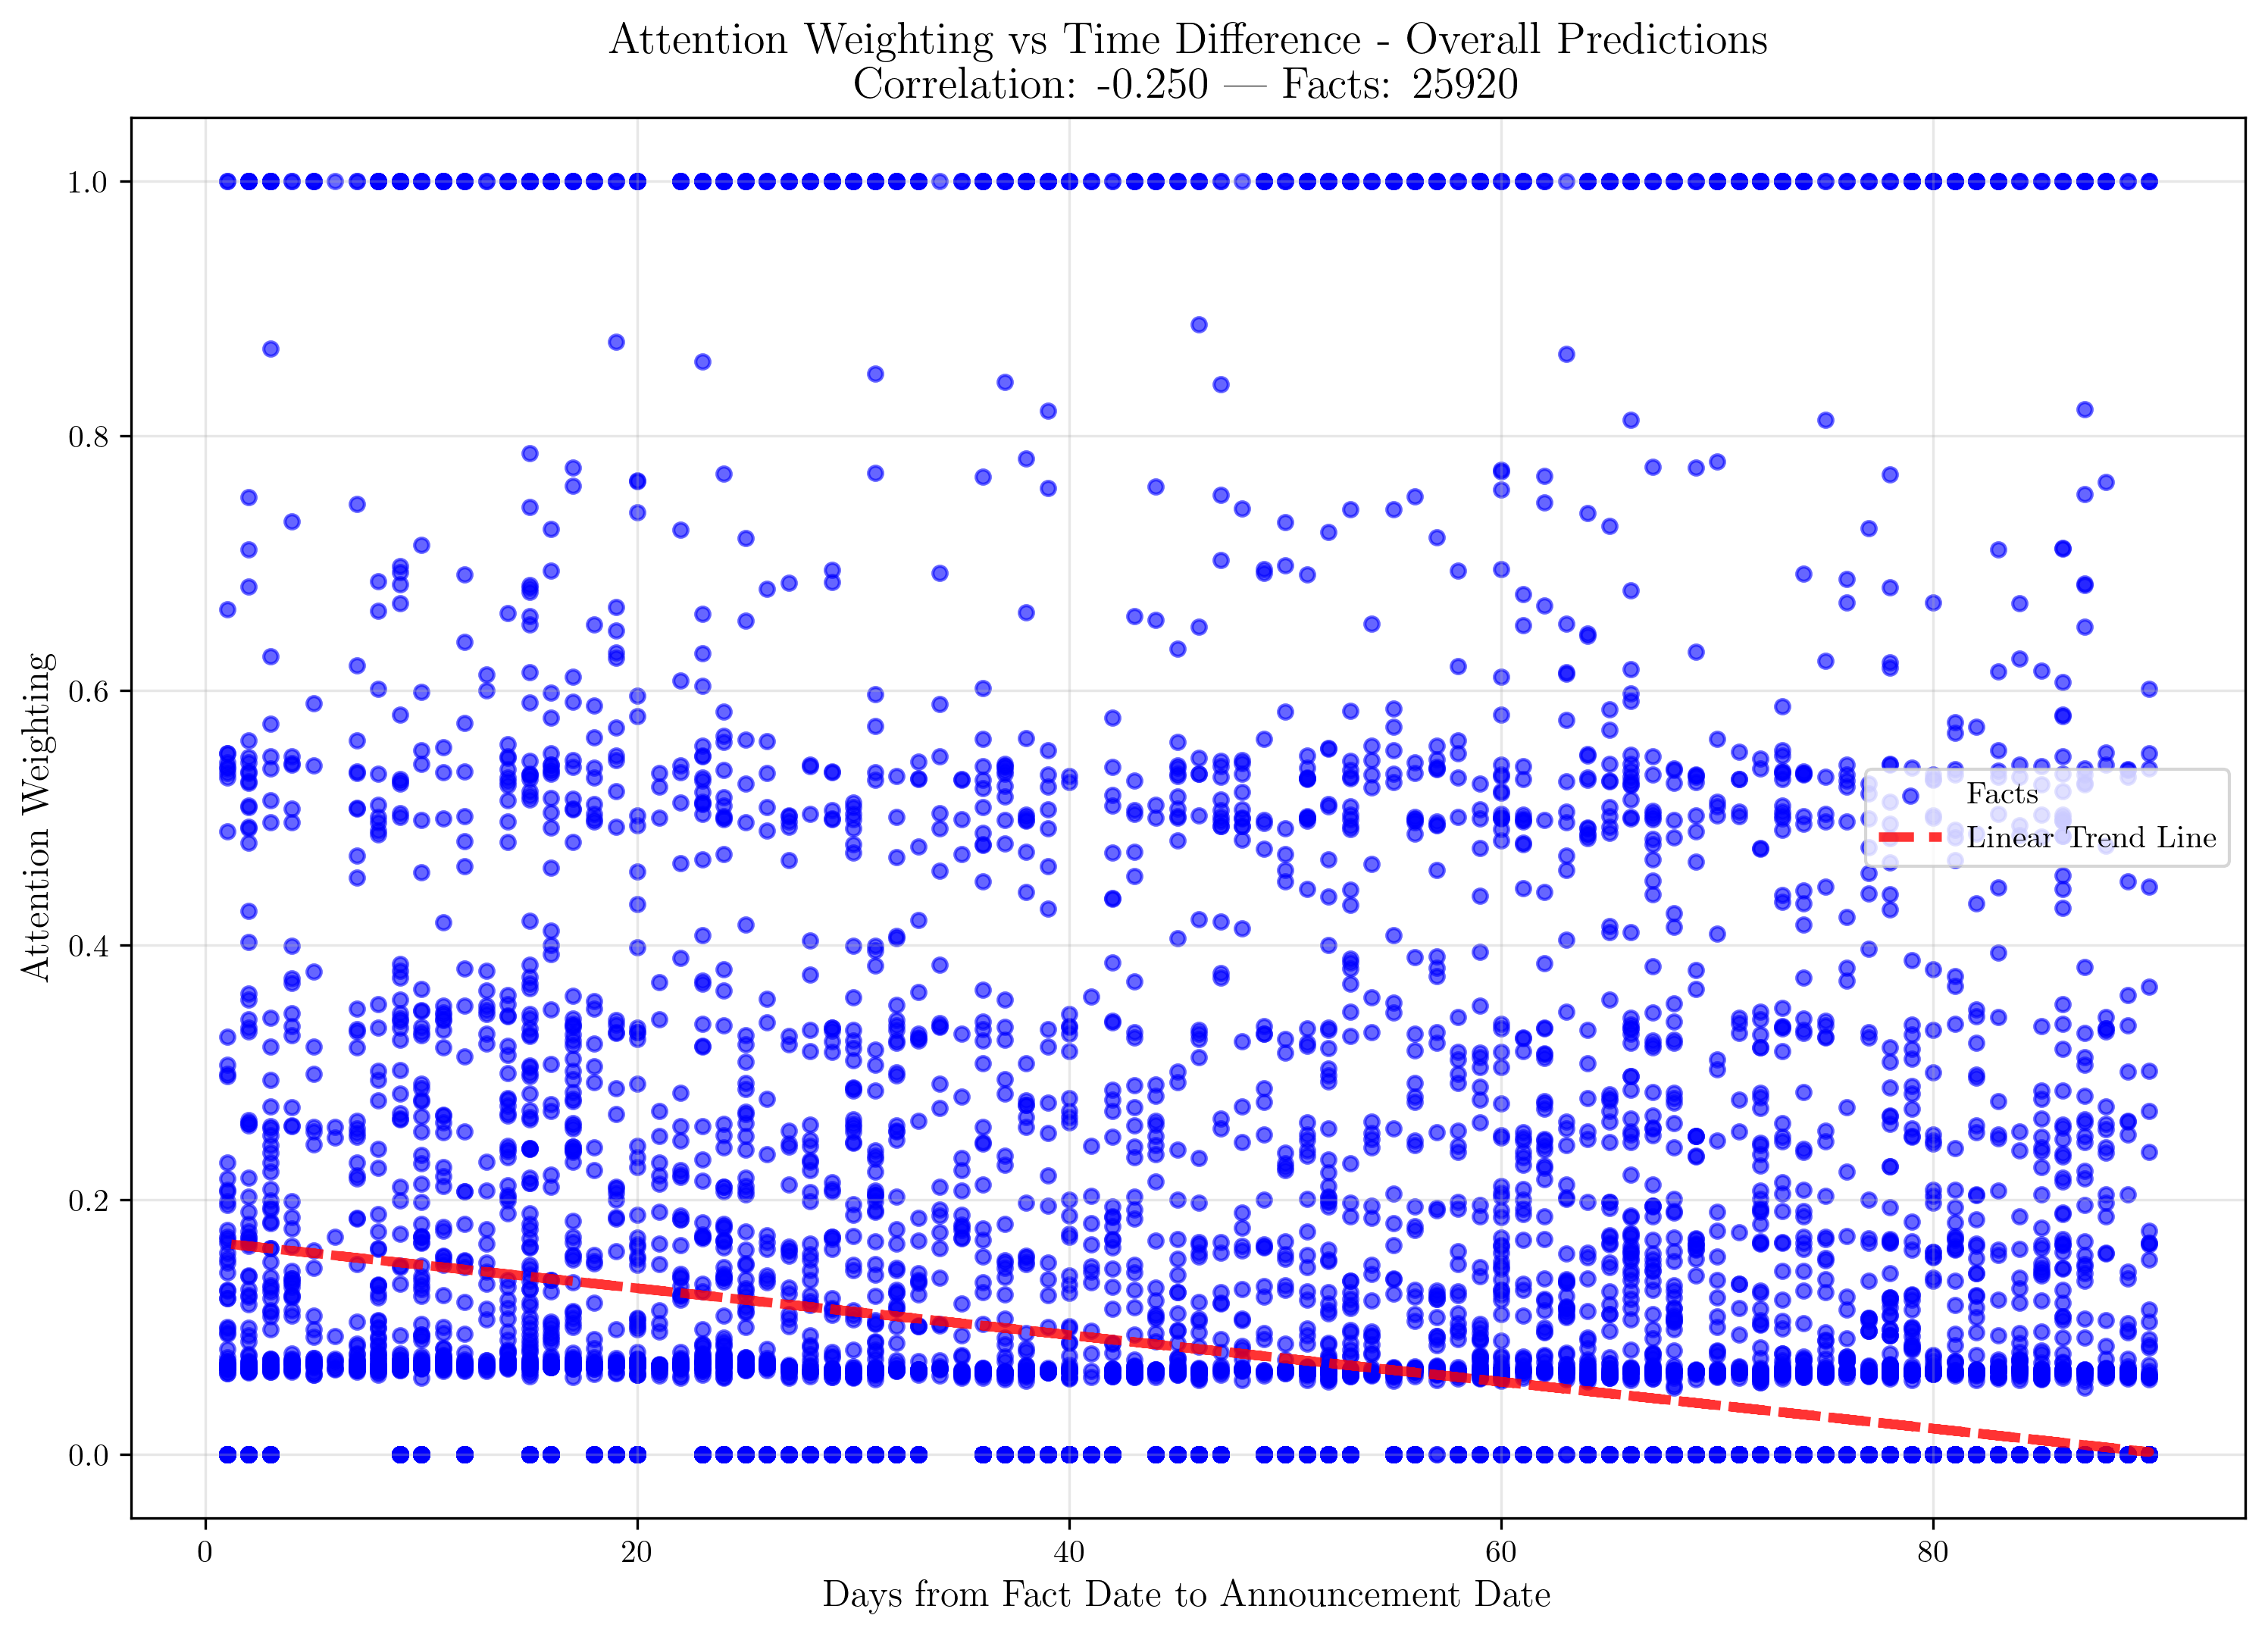 Attention Weighting vs Time Difference - Overall Predictions
Correlation: -0.250 — Facts: 25920
Attention Weighting
1.0
0.8
0.6
0.4
0.2
0.0
Facts
Linear Trend Line
0 20 40 60 80
Days from Fact Date to Announcement Date